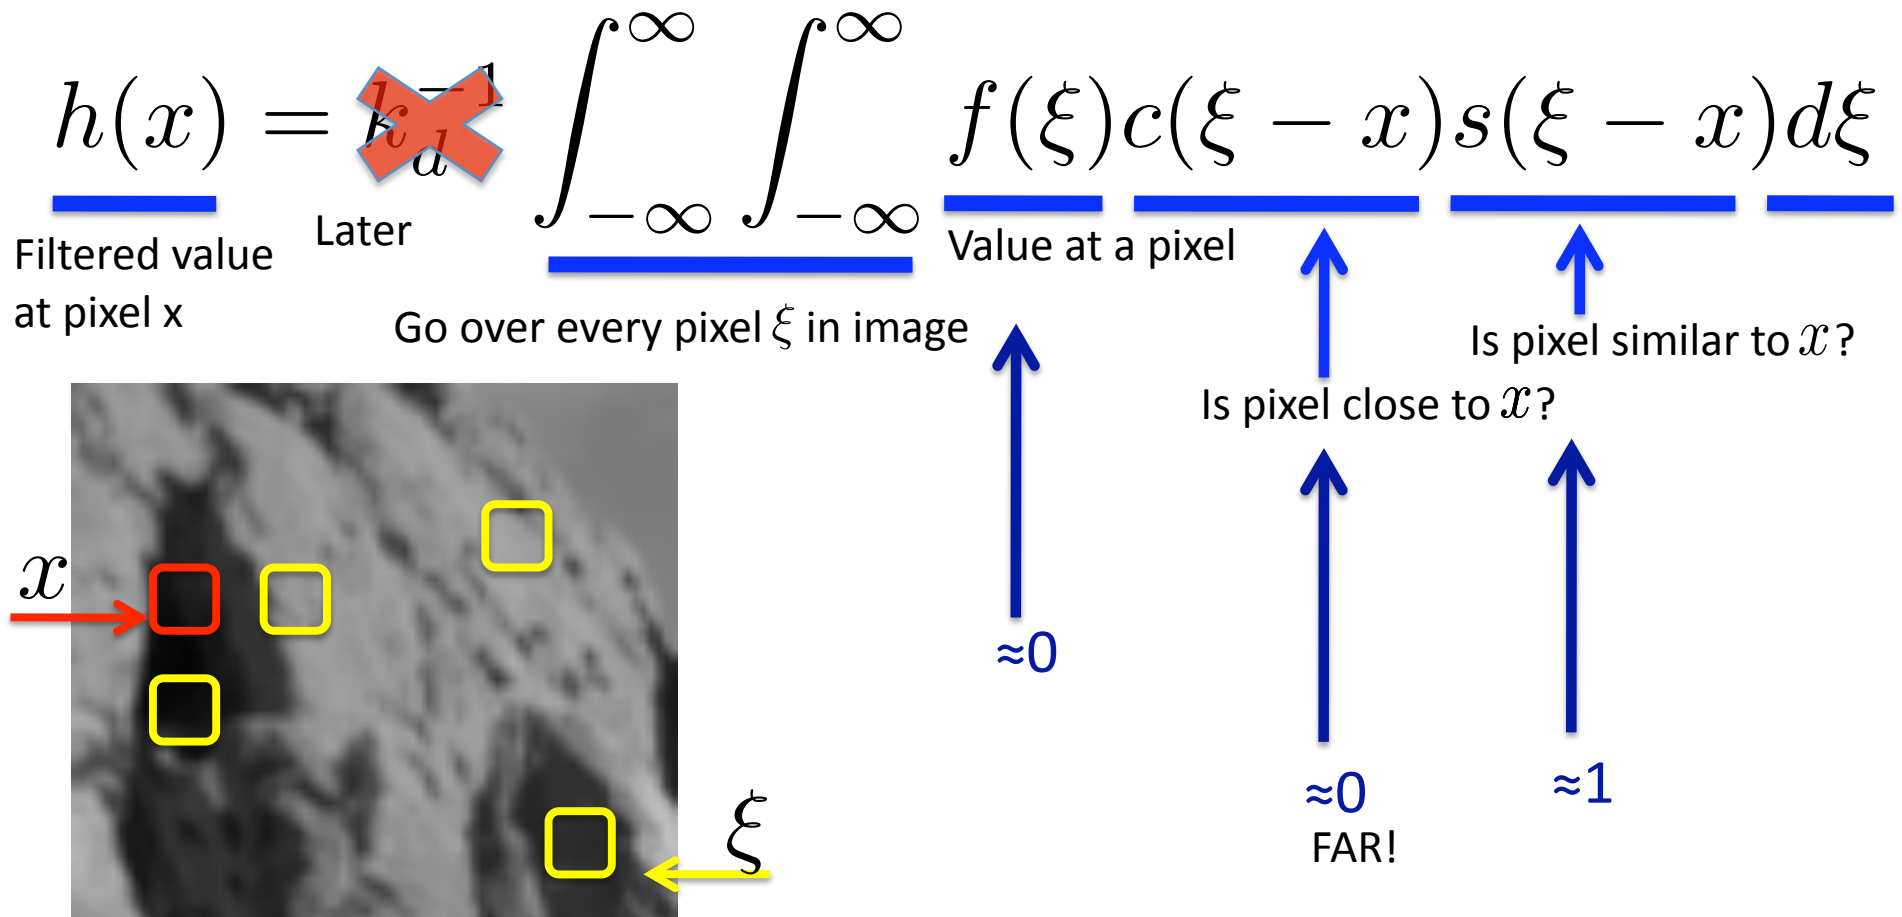 h(x) = k_d^{-1} ∫_{-∞}^{∞} ∫_{-∞}^{∞} f(ξ)c(ξ − x)s(ξ − x)dξ
Later
Filtered value
at pixel x
Value at a pixel
Go over every pixel ξ in image
Is pixel similar to x?
Is pixel close to x?
x
≈0
≈0
FAR!
≈1
ξ